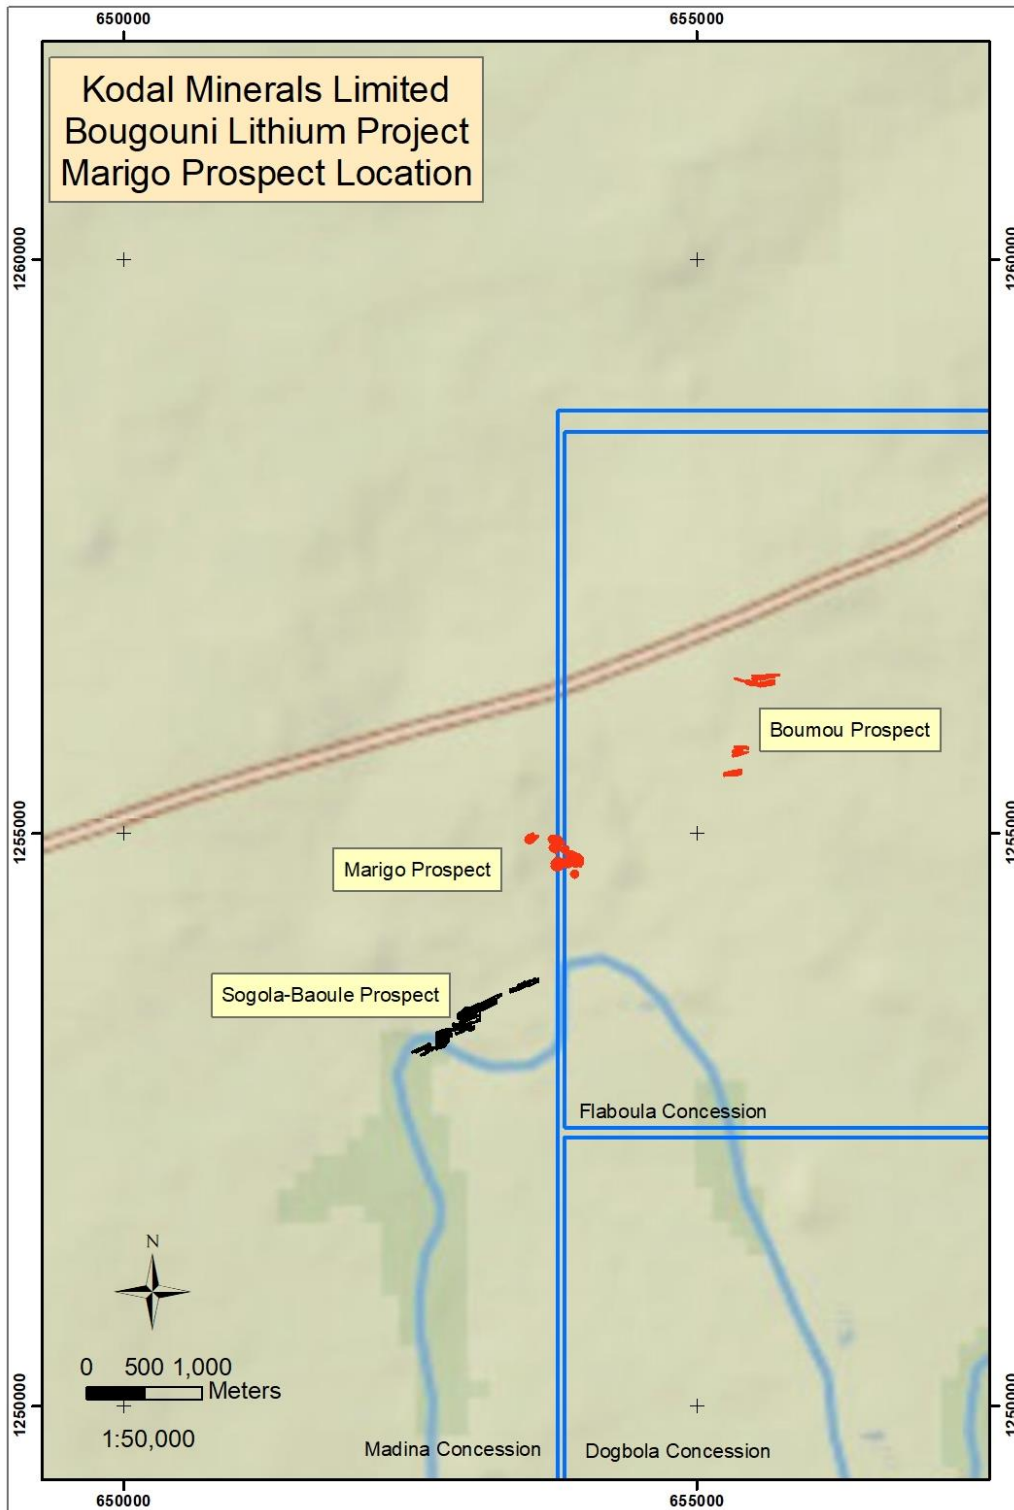 650000
655000
Kodal Minerals Limited
Bougouni Lithium Project
Marigo Prospect Location
1260000
1260000
Boumou Prospect
1255000
1255000
Marigo Prospect
Sogola-Baoule Prospect
Flaboula Concession
N
0 500 1,000
Meters
1:50,000
1250000
1250000
Madina Concession
Dogbola Concession
650000
655000